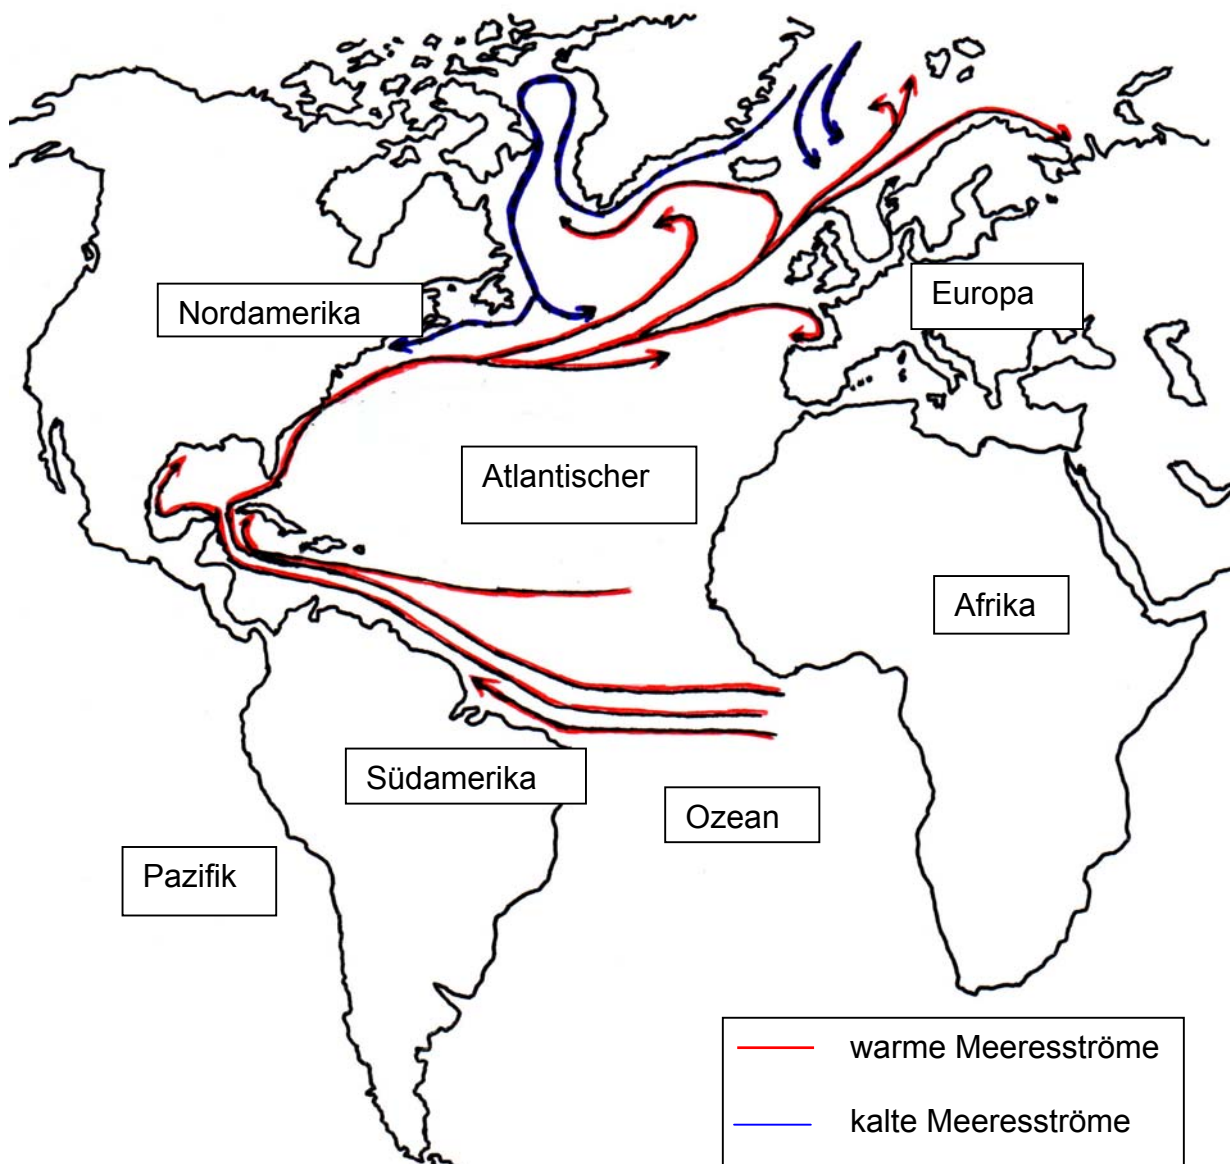 Nordamerika
Europa
Atlantischer
Afrika
Südamerika
Ozean
Pazifik
warme Meeresströme
kalte Meeresströme